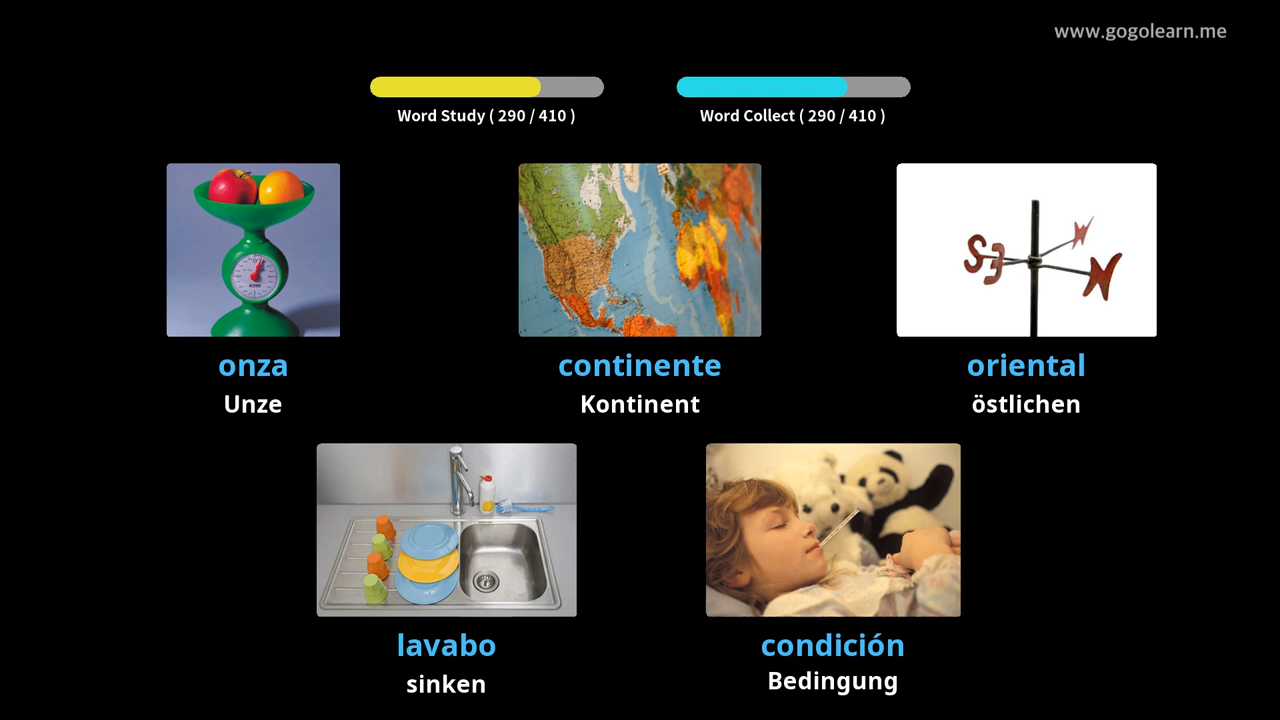 www.gogolearn.me
Word Study ( 290 / 410 )
Word Collect ( 290 / 410 )
S
E
N
W
onza
Unze
continente
Kontinent
oriental
östlichen
lavabo
sinken
condición
Bedingung